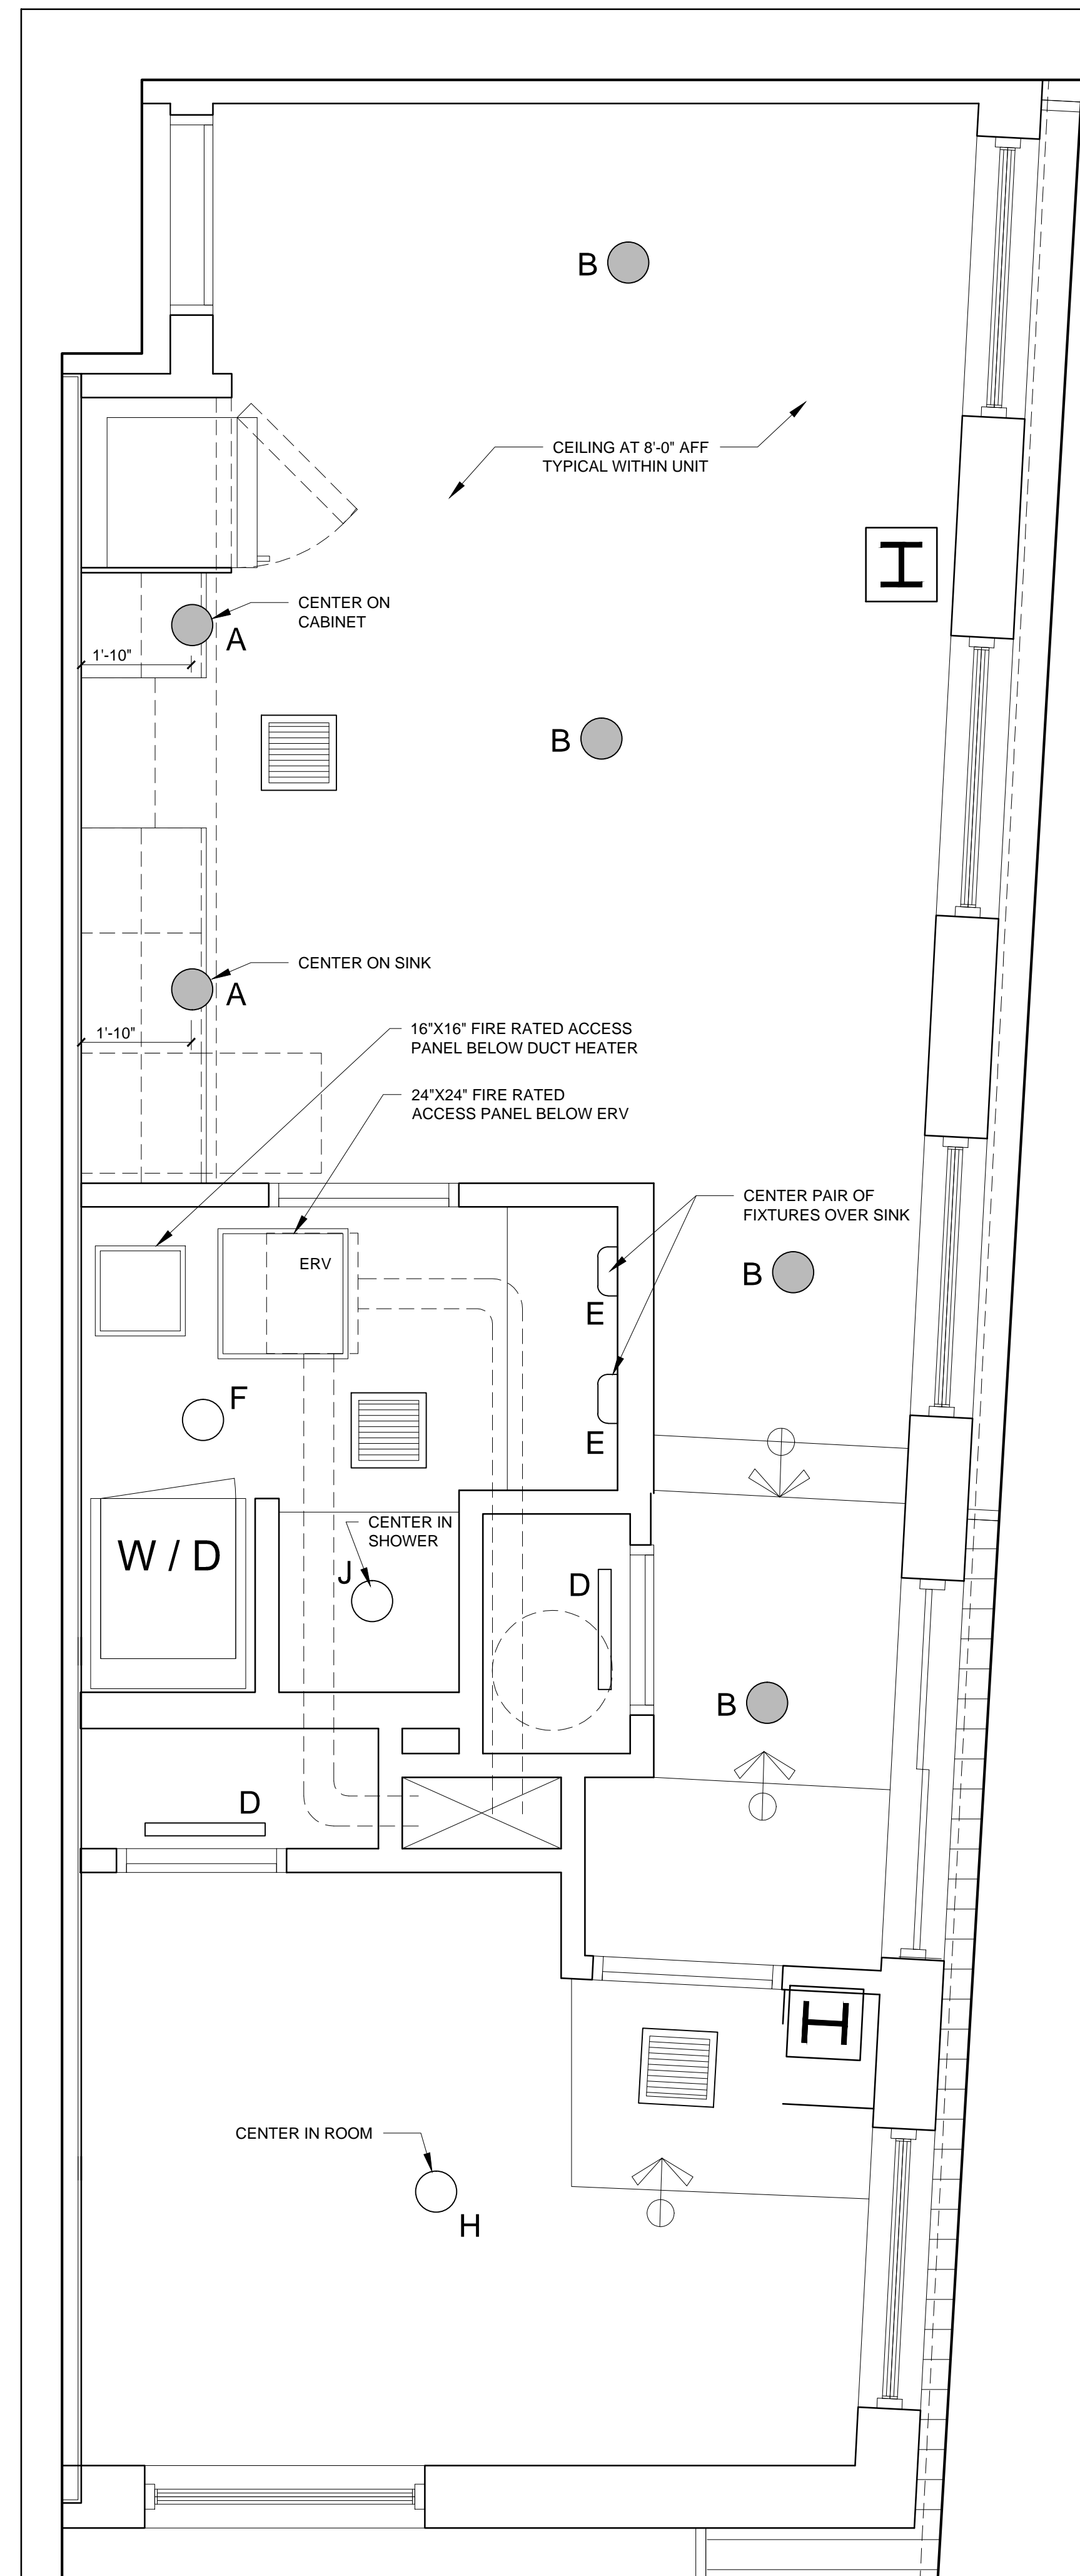 B
CEILING AT 8'-0" AFF
TYPICAL WITHIN UNIT
H
CENTER ON
CABINET
A
1'-10"
B
CENTER ON SINK
A
1'-10"
16"X16" FIRE RATED ACCESS
PANEL BELOW DUCT HEATER
24"X24" FIRE RATED
ACCESS PANEL BELOW ERV
CENTER PAIR OF
FIXTURES OVER SINK
ERV
B
E
F
E
CENTER IN
SHOWER
W / D
J
D
B
D
H
CENTER IN ROOM
H